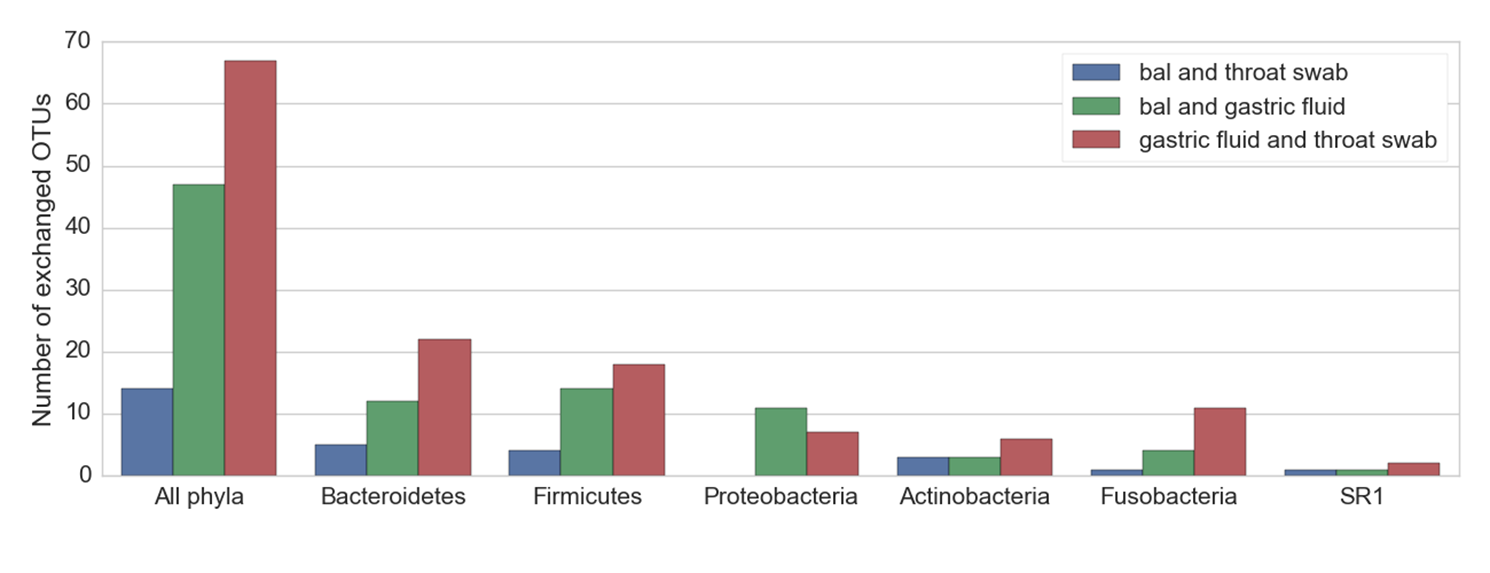 70
60
50
40
30
20
10
0
Number of exchanged OTUs
bal and throat swab
bal and gastric fluid
gastric fluid and throat swab
All phyla Bacteroidetes Firmicutes Proteobacteria Actinobacteria Fusobacteria SR1